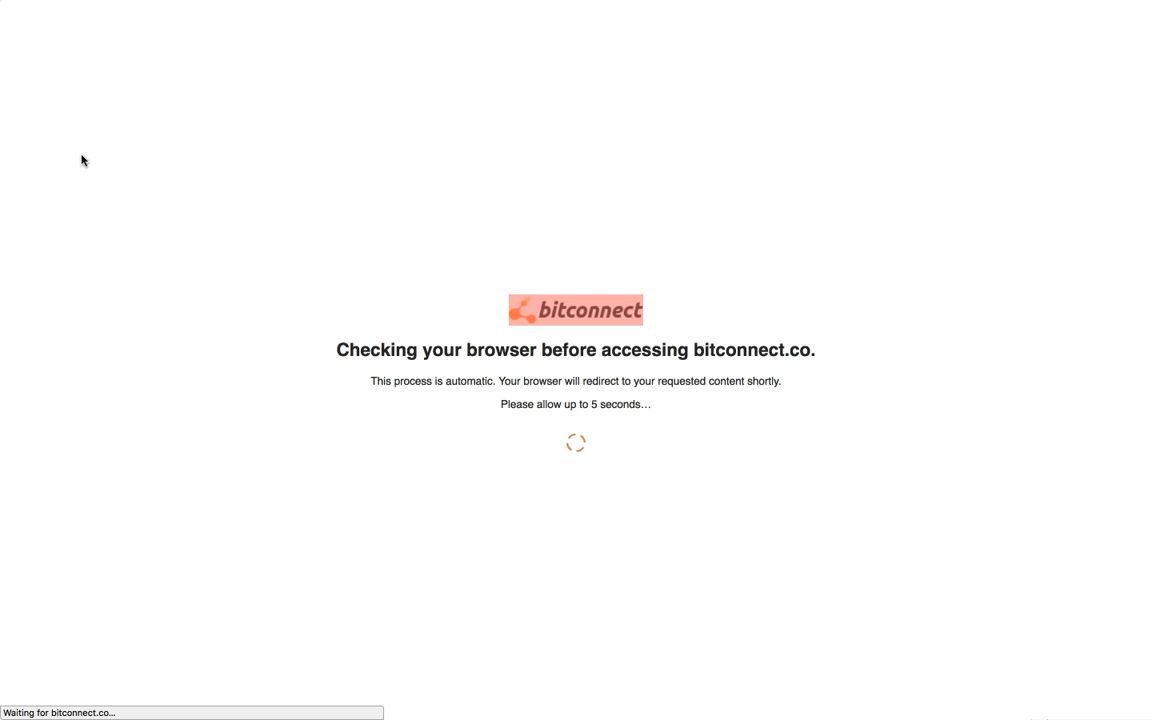 bitconnect
Checking your browser before accessing bitconnect.co.
This process is automatic. Your browser will redirect to your requested content shortly.
Please allow up to 5 seconds…
Waiting for bitconnect.co...